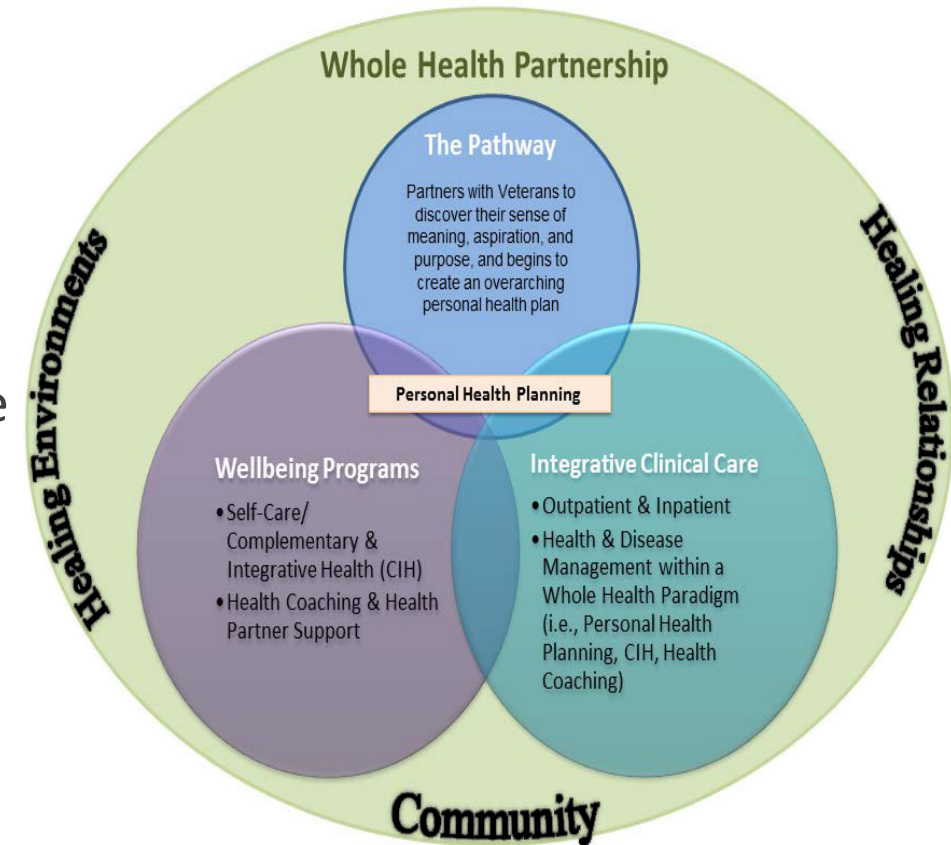 Whole Health Partnership
The Pathway
Partners with Veterans to
discover their sense of
meaning, aspiration, and
purpose, and begins to
create an overarching
personal health plan
Healing Environments
Healing Relationships
e
Personal Health Planning
Wellbeing Programs
•Self-Care/
Complementary &
Integrative Health (CIH)
•Health Coaching & Health
Partner Support
Integrative Clinical Care
•Outpatient & Inpatient
•Health & Disease
Management within a
Whole Health Paradigm
(i.e., Personal Health
Planning, CIH, Health
Coaching)
Community